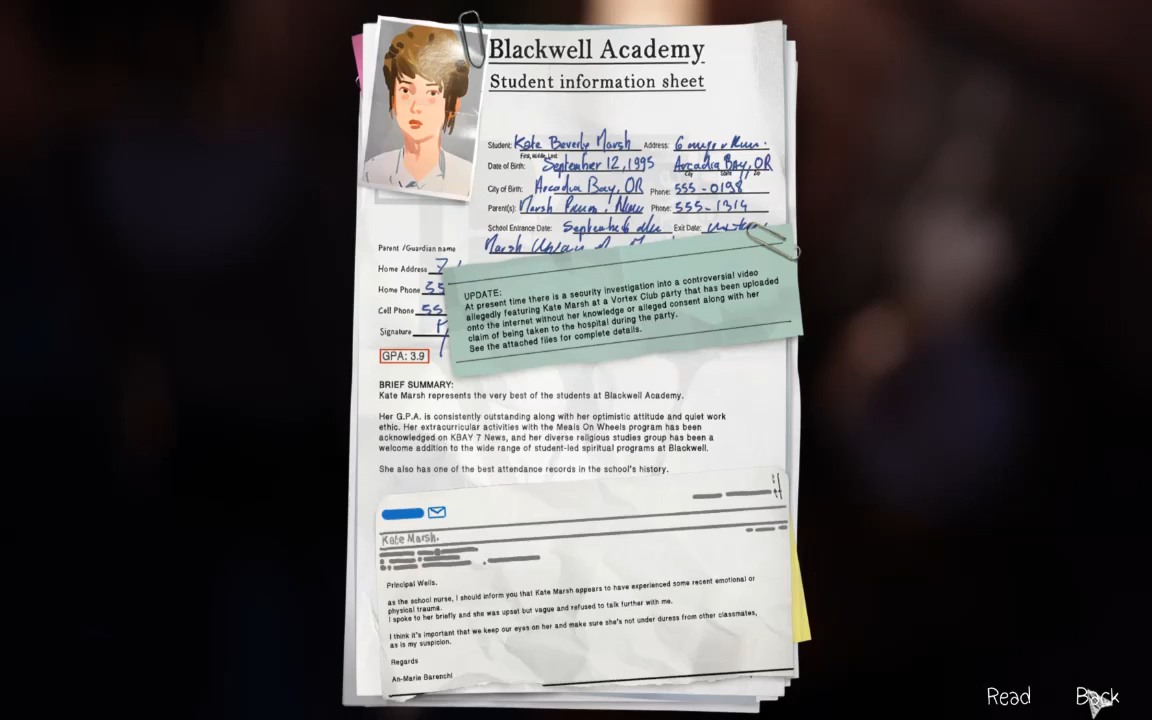 Blackwell Academy
Student information sheet
Student: Kate Beverly Marsh Address:
First, Middle, Last
Date of Birth: September 12, 1995 Arcadia Bay, OR
City State Zip
City of Birth: Arcadia Bay, OR Phone: 555-0198
Parent(s): Marsh Phone: 555-1314
School Entrance Date: September Exit Date:
Marsh
Parent /Guardian name
Home Address
Home Phone 55
Cell Phone 55
Signature
GPA: 3.9
UPDATE:
At present time there is a security investigation into a controversial video
allegedly featuring Kate Marsh at a Vortex Club party that has been uploaded
onto the internet without her knowledge or alleged consent along with her
claim of being taken to the hospital during the party.
See the attached files for complete details.
BRIEF SUMMARY:
Kate Marsh represents the very best of the students at Blackwell Academy.
Her G.P.A. is consistently outstanding along with her optimistic attitude and quiet work
ethic. Her extracurricular activities with the Meals On Wheels program has been
acknowledged on KBAY 7 News, and her diverse religious studies group has been a
welcome addition to the wide range of student-led spiritual programs at Blackwell.
She also has one of the best attendance records in the school's history.
Kate Marsh.
Principal Wells.
as the school nurse, I should inform you that Kate Marsh appears to have experienced some recent emotional or
physical trauma.
I spoke to her briefly and she was upset but vague and refused to talk further with me.
I think it's important that we keep our eyes on her and make sure she's not under duress from other classmates,
as is my suspicion.
Regards
An-Marie Barenchi
Read Back